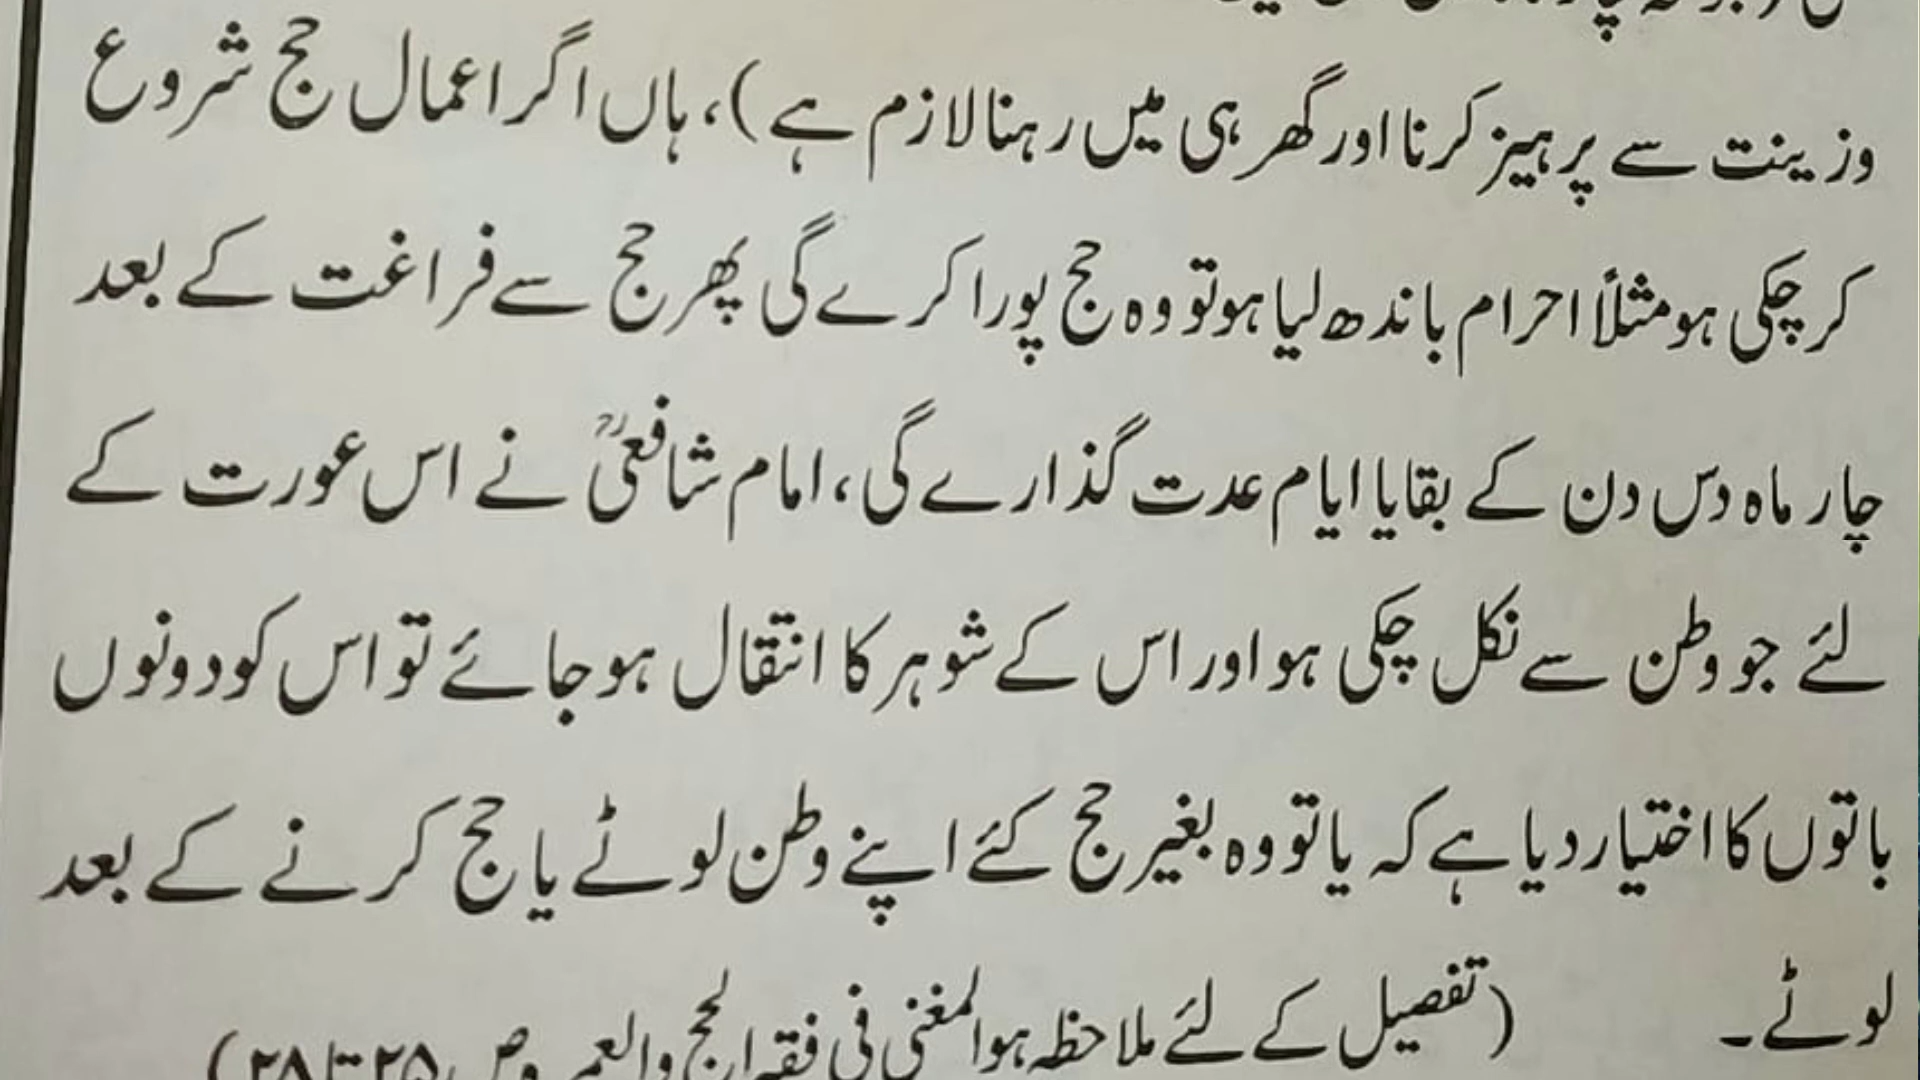 وزینت سے پرہیز کرنا اور گھر ہی میں رہنا لازم ہے)، ہاں اگر اعمال حج شروع
کرچکی ہو مثلاً احرام باندھ لیا ہو تو وہ حج پورا کرے گی پھر حج سے فراغت کے بعد
چار ماہ دس دن کے بقایا ایام عدت گذارے گی، امام شافعیؒ نے اس عورت کے
لئے جو وطن سے نکل چکی ہو اور اس کے شوہر کا انتقال ہو جائے تو اس کو دونوں
باتوں کا اختیار دیا ہے کہ یا تو وہ بغیر حج کئے اپنے وطن لوٹے یا حج کرنے کے بعد
لوٹے۔ (تفصیل کے لئے ملاحظہ ہو المغنی فی فقہ الحج والعمرہ ص ۲۵ تا ۲۸)